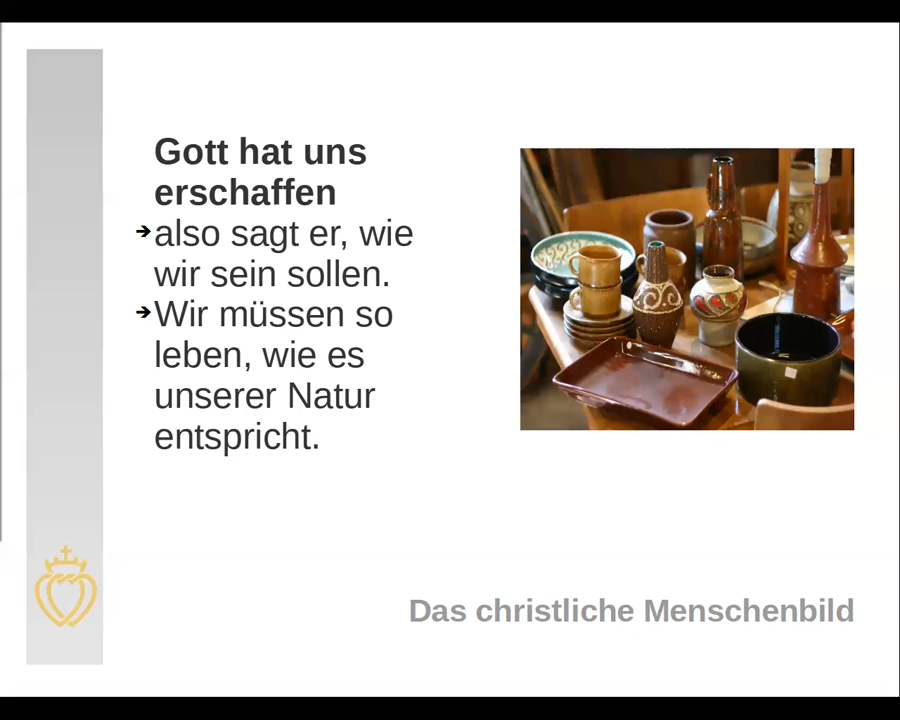 Gott hat uns
erschaffen
➔also sagt er, wie
wir sein sollen.
➔Wir müssen so
leben, wie es
unserer Natur
entspricht.
Das christliche Menschenbild